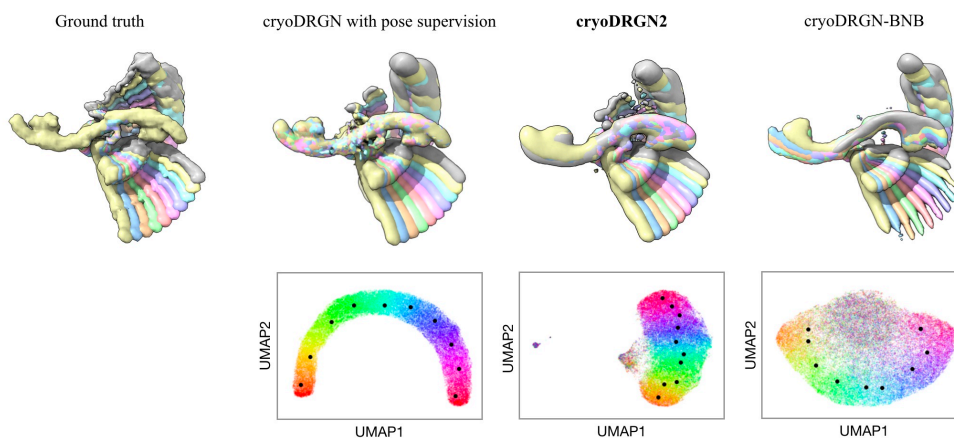 Ground truth
cryoDRGN with pose supervision
cryoDRGN2
cryoDRGN-BNB
UMAP2
UMAP1
UMAP2
UMAP1
UMAP2
UMAP1